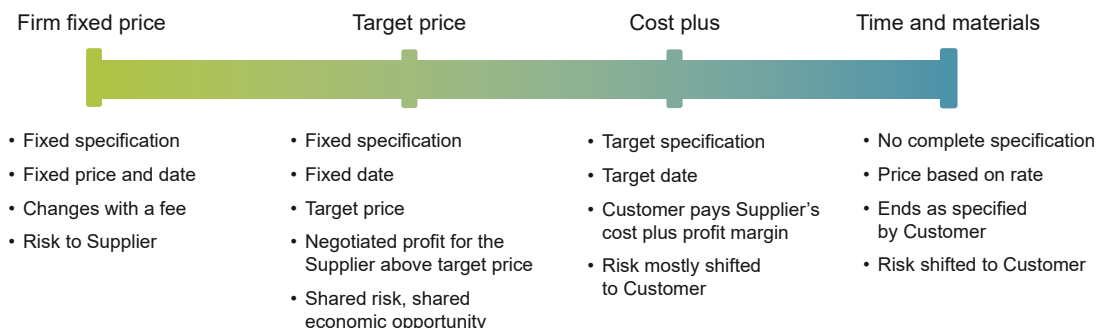 Firm fixed price
Target price
Cost plus
Time and materials
• Fixed specification
• Fixed price and date
• Changes with a fee
• Risk to Supplier
• Fixed specification
• Fixed date
• Target price
• Negotiated profit for the
Supplier above target price
• Shared risk, shared
economic opportunity
• Target specification
• Target date
• Customer pays Supplier’s
cost plus profit margin
• Risk mostly shifted
to Customer
• No complete specification
• Price based on rate
• Ends as specified
by Customer
• Risk shifted to Customer